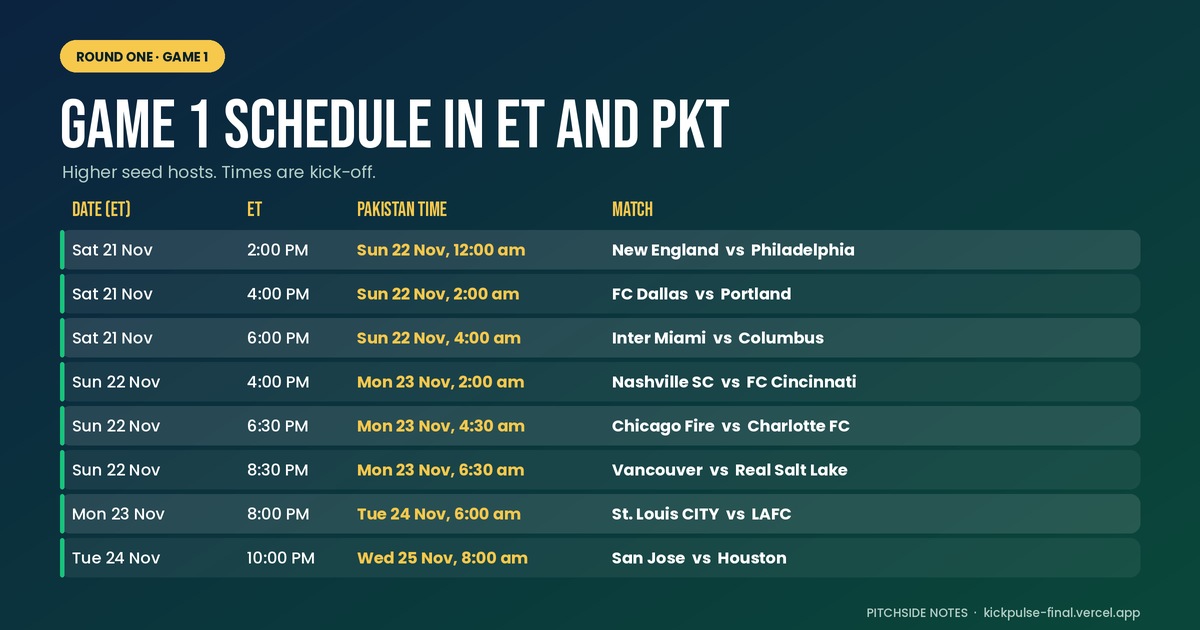 ROUND ONE · GAME 1
GAME 1 SCHEDULE IN ET AND PKT
Higher seed hosts. Times are kick-off.
DATE (ET) ET PAKISTAN TIME MATCH
Sat 21 Nov 2:00 PM Sun 22 Nov, 12:00 am New England vs Philadelphia
Sat 21 Nov 4:00 PM Sun 22 Nov, 2:00 am FC Dallas vs Portland
Sat 21 Nov 6:00 PM Sun 22 Nov, 4:00 am Inter Miami vs Columbus
Sun 22 Nov 4:00 PM Mon 23 Nov, 2:00 am Nashville SC vs FC Cincinnati
Sun 22 Nov 6:30 PM Mon 23 Nov, 4:30 am Chicago Fire vs Charlotte FC
Sun 22 Nov 8:30 PM Mon 23 Nov, 6:30 am Vancouver vs Real Salt Lake
Mon 23 Nov 8:00 PM Tue 24 Nov, 6:00 am St. Louis CITY vs LAFC
Tue 24 Nov 10:00 PM Wed 25 Nov, 8:00 am San Jose vs Houston
PITCHSIDE NOTES · kickpulse-final.vercel.app